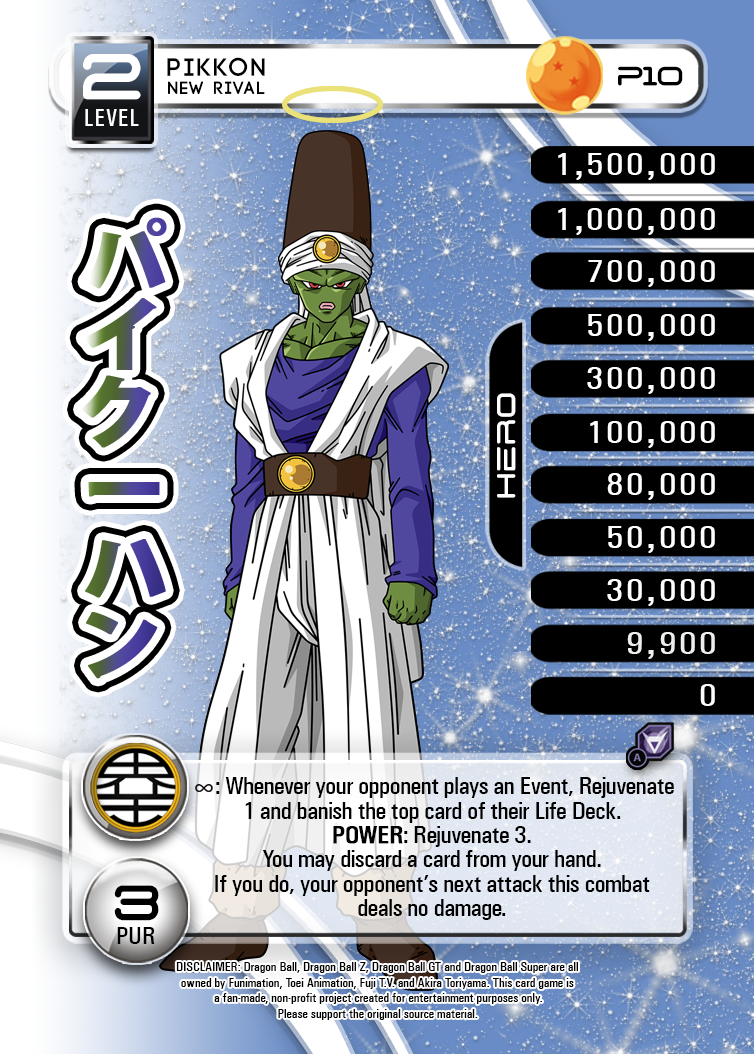 2
LEVEL
PIKKON
NEW RIVAL
P10
パイクーハン
1,500,000
1,000,000
700,000
500,000
300,000
100,000
80,000
50,000
30,000
9,900
0
HERO
A
∞: Whenever your opponent plays an Event, Rejuvenate
1 and banish the top card of their Life Deck.
POWER: Rejuvenate 3.
You may discard a card from your hand.
If you do, your opponent's next attack this combat
deals no damage.
3
PUR
DISCLAIMER: Dragon Ball, Dragon Ball Z, Dragon Ball GT and Dragon Ball Super are all
owned by Funimation, Toei Animation, Fuji T.V. and Akira Toriyama. This card game is
a fan-made, non-profit project created for entertainment purposes only.
Please support the original source material.